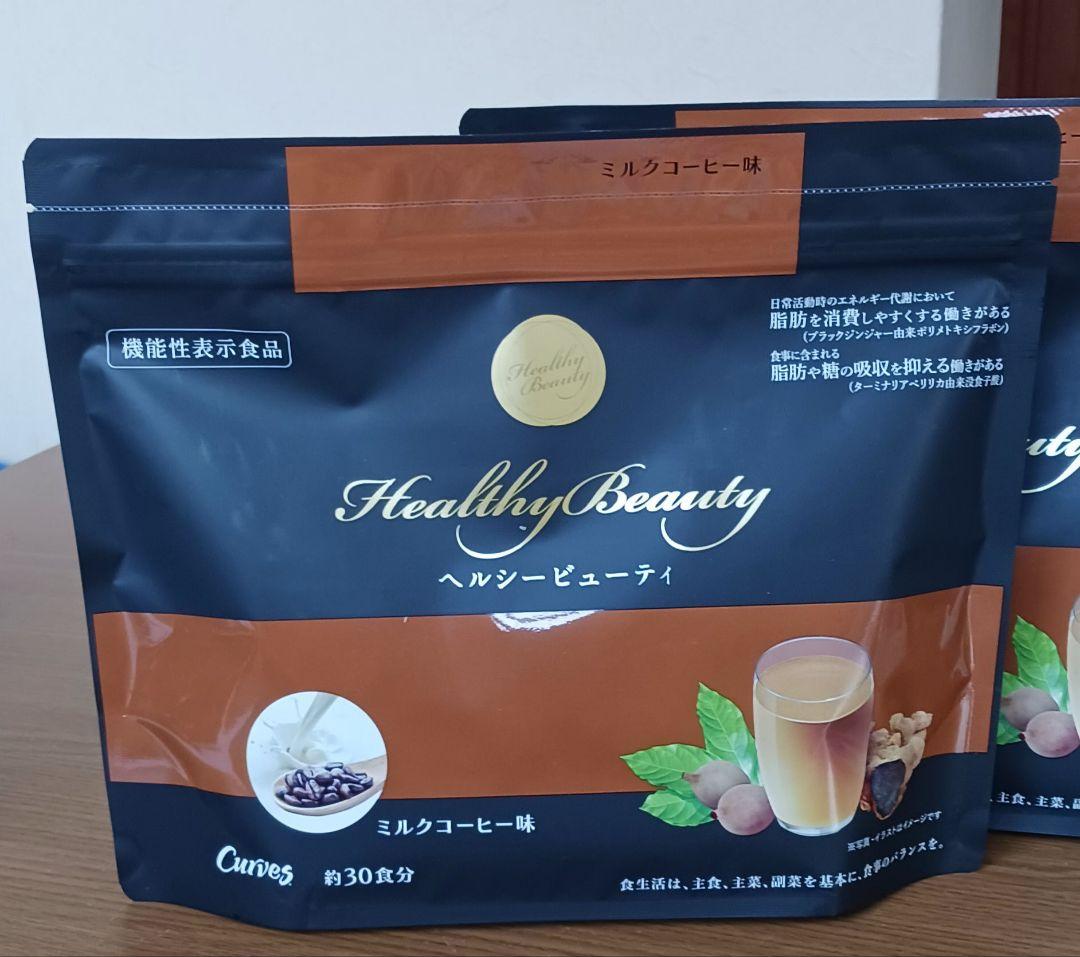 ミルクコーヒー味
機能性表示食品
Healthy
Beauty
日常活動時のエネルギー代謝において
脂肪を消費しやすくする働きがある
(ブラックジンジャー由来ポリメトキシフラボン)
食事に含まれる
脂肪や糖の吸収を抑える働きがある
(ターミナリアベリリカ由来没食子酸)
Healthy Beauty
ヘルシービューティ
ミルクコーヒー味
Curves
約30食分
※写真・イラストはイメージです
食生活は、主食、主菜、副菜を基本に、食事のバランスを。
uty
、主食、主菜、